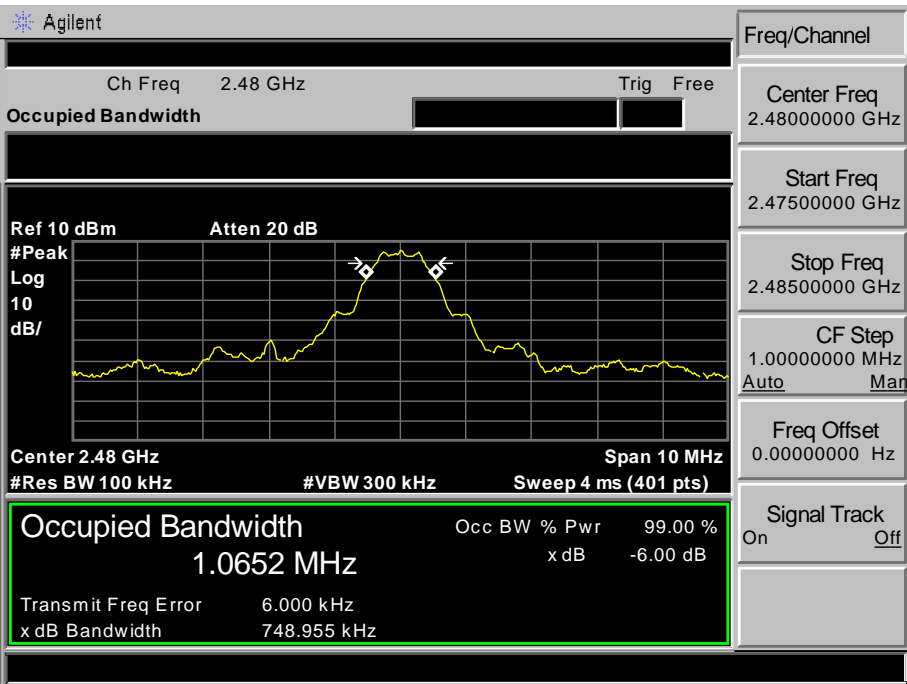 Agilent
Freq/Channel
Ch Freq 2.48 GHz Trig Free
Occupied Bandwidth
Center Freq
2.48000000 GHz
Start Freq
2.47500000 GHz
Stop Freq
2.48500000 GHz
CF Step
1.00000000 MHz
Auto Man
Freq Offset
0.00000000 Hz
Signal Track
On Off
Ref 10 dBm Atten 20 dB
#Peak
Log
10
dB/
Center 2.48 GHz Span 10 MHz
#Res BW 100 kHz #VBW 300 kHz Sweep 4 ms (401 pts)
Occupied Bandwidth Occ BW % Pwr 99.00 %
1.0652 MHz x dB -6.00 dB
Transmit Freq Error 6.000 kHz
x dB Bandwidth 748.955 kHz